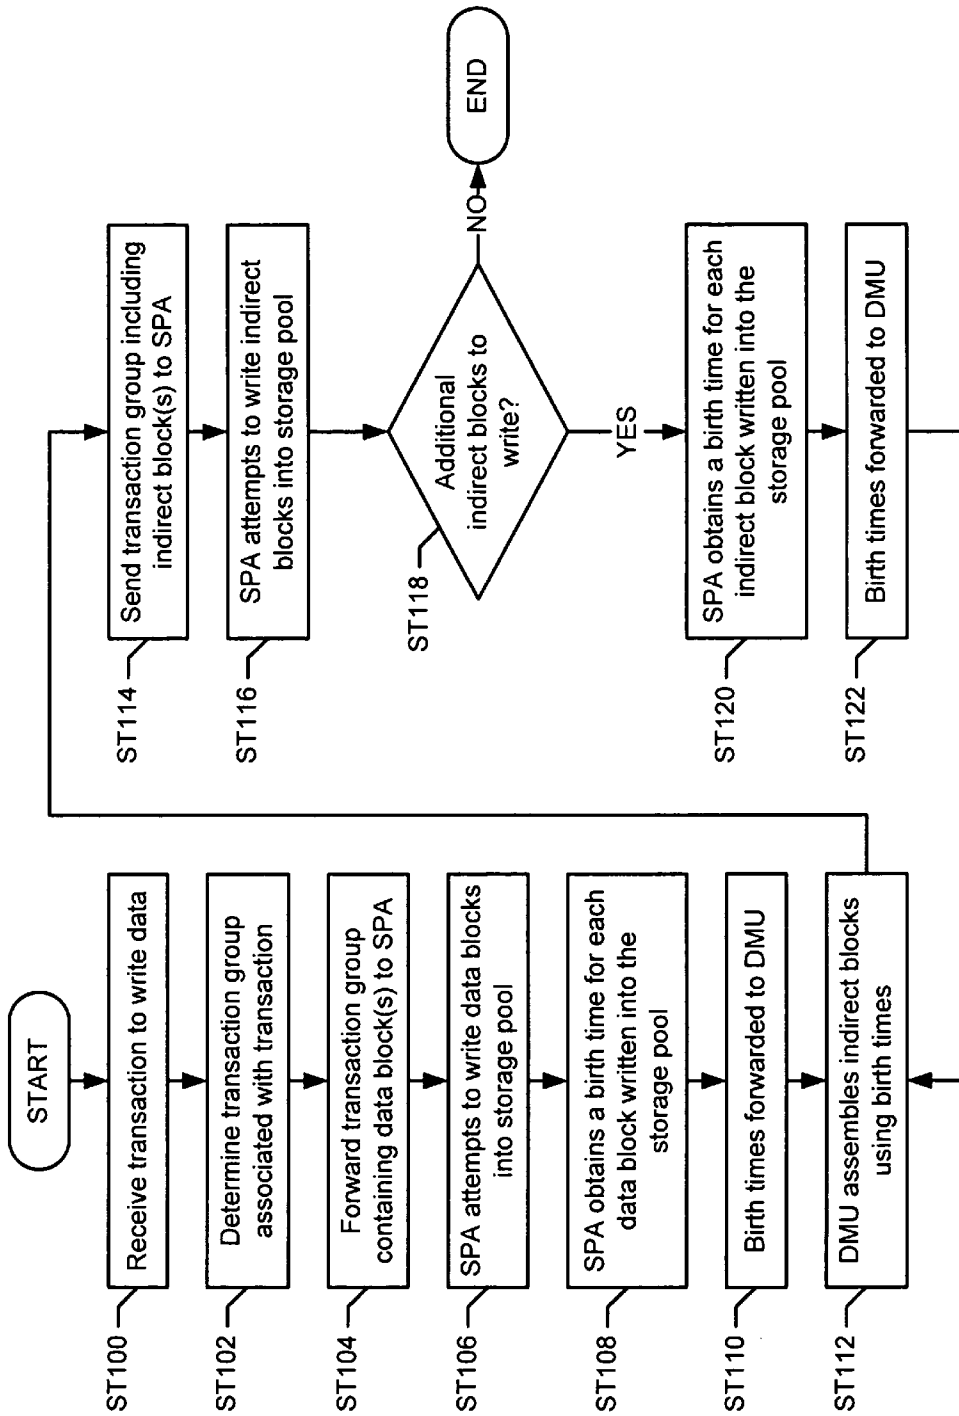 START
ST100
Receive transaction to write data
ST102
Determine transaction group
associated with transaction
ST104
Forward transaction group
containing data block(s) to SPA
ST106
SPA attempts to write data blocks
into storage pool
ST108
SPA obtains a birth time for each
data block written into the
storage pool
ST110
Birth times forwarded to DMU
ST112
DMU assembles indirect blocks
using birth times
ST114
Send transaction group including
indirect block(s) to SPA
ST116
SPA attempts to write indirect
blocks into storage pool
ST118
Additional
indirect blocks to
write?
NO
END
YES
ST120
SPA obtains a birth time for each
indirect block written into the
storage pool
ST122
Birth times forwarded to DMU